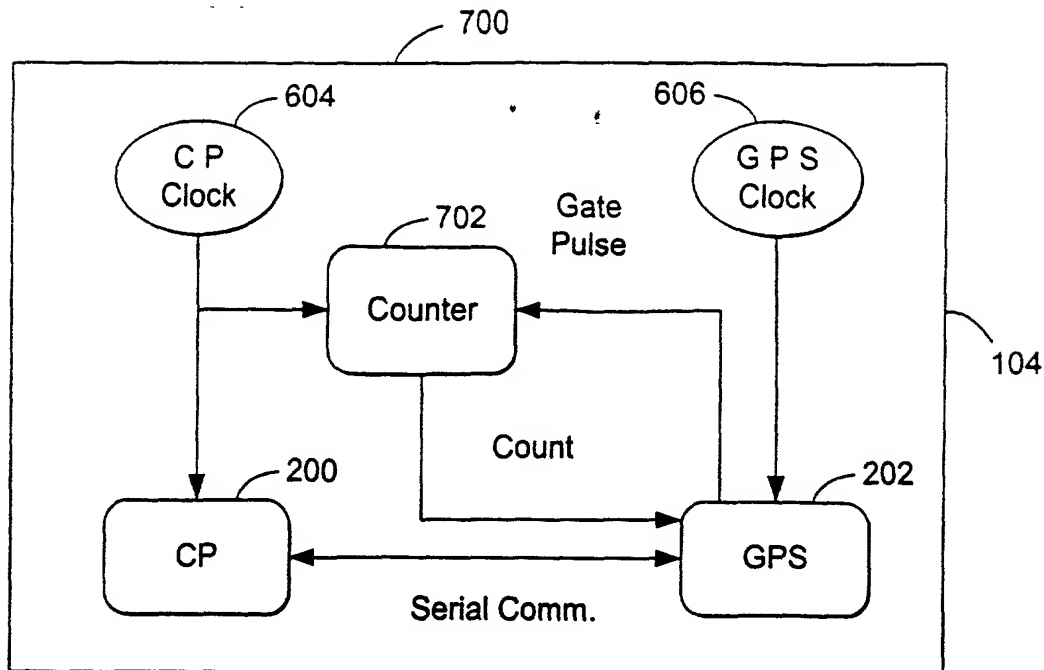 700
604
606
C P
Clock
G P S
Clock
702
Gate
Pulse
Counter
104
Count
200
202
CP
GPS
Serial Comm.